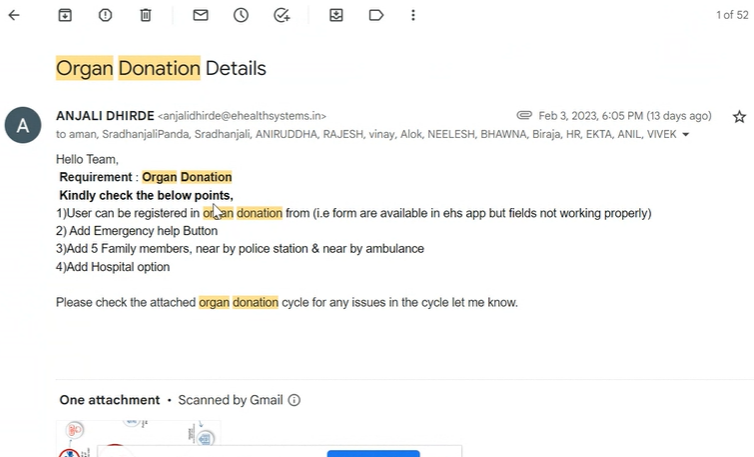 1 of 52
Organ Donation Details
A
ANJALI DHIRDE <anjalidhirde@ehealthsystems.in>
Feb 3, 2023, 6:05 PM (13 days ago)
to aman, SradhanjaliPanda, Sradhanjali, ANIRUDDHA, RAJESH, vinay, Alok, NEELESH, BHAWNA, Biraja, HR, EKTA, ANIL, VIVEK
Hello Team,
Requirement : Organ Donation
Kindly check the below points,
1)User can be registered in organ donation from (i.e form are available in ehs app but fields not working properly)
2) Add Emergency help Button
3)Add 5 Family members, near by police station & near by ambulance
4)Add Hospital option
Please check the attached organ donation cycle for any issues in the cycle let me know.
One attachment • Scanned by Gmail